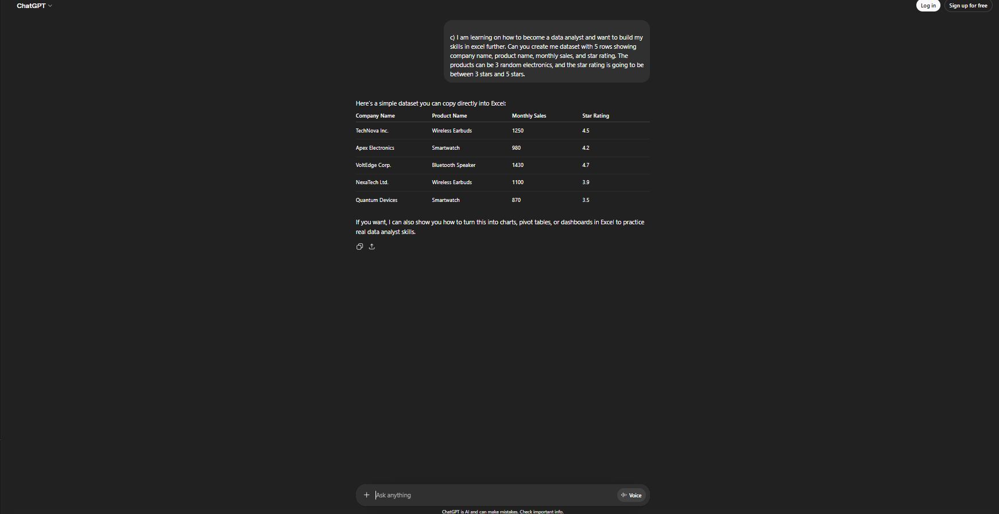 ChatGPT
Log in
Sign up for free
c) I am learning on how to become a data analyst and want to build my
skills in excel further. Can you create me dataset with 5 rows showing
company name, product name, monthly sales, and star rating. The
products can be 3 random electronics, and the star rating is going to be
between 3 stars and 5 stars.
Here's a simple dataset you can copy directly into Excel:
Company Name Product Name Monthly Sales Star Rating
TechNova Inc. Wireless Earbuds 1250 4.5
Apex Electronics Smartwatch 980 4.2
VoltEdge Corp. Bluetooth Speaker 1430 4.7
NexaTech Ltd. Wireless Earbuds 1100 3.9
Quantum Devices Smartwatch 870 3.5
If you want, I can also show you how to turn this into charts, pivot tables, or dashboards in Excel to practice
real data analyst skills.
Ask anything
Voice
ChatGPT is AI and can make mistakes. Check important info.